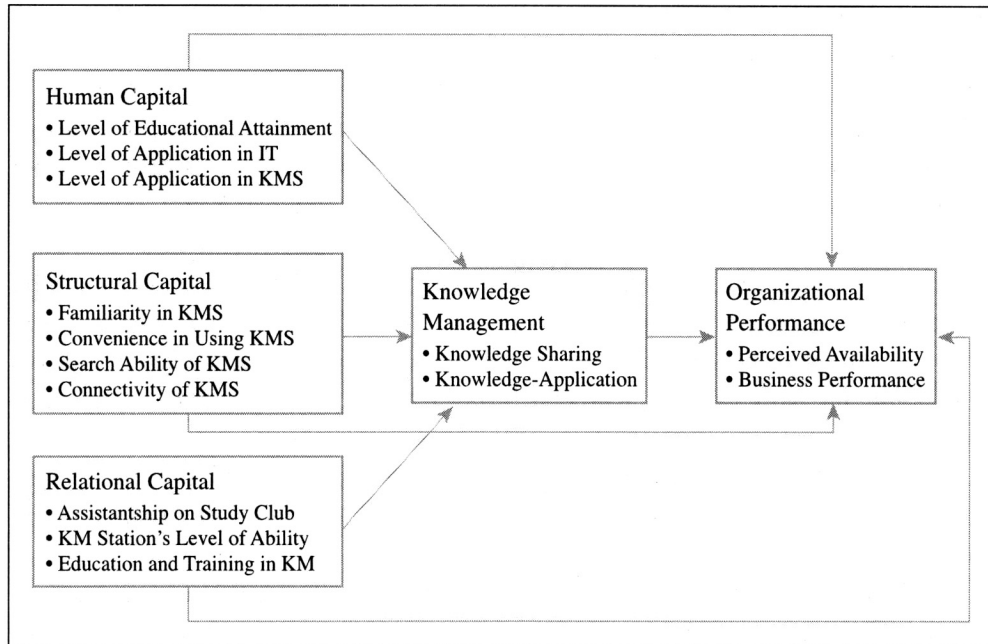 Human Capital
• Level of Educational Attainment
• Level of Application in IT
• Level of Application in KMS
Structural Capital
• Familiarity in KMS
• Convenience in Using KMS
• Search Ability of KMS
• Connectivity of KMS
Relational Capital
• Assistantship on Study Club
• KM Station's Level of Ability
• Education and Training in KM
Knowledge
Management
• Knowledge Sharing
• Knowledge-Application
Organizational
Performance
• Perceived Availability
• Business Performance